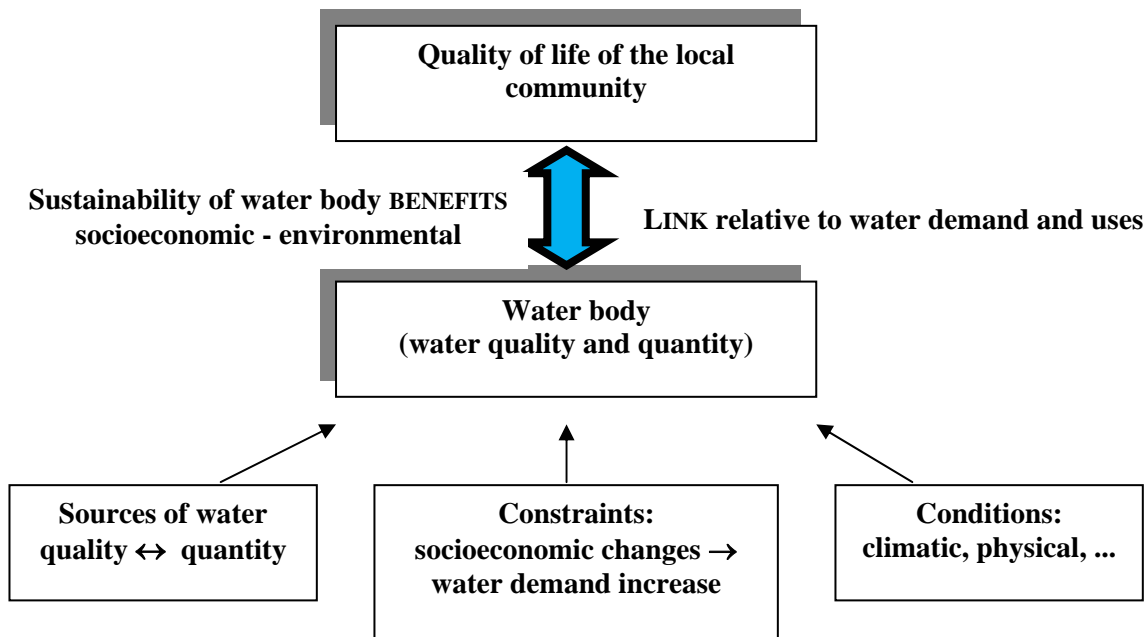 Quality of life of the local
community
Sustainability of water body BENEFITS
socioeconomic - environmental
LINK relative to water demand and uses
Water body
(water quality and quantity)
Sources of water
quality ↔ quantity
Constraints:
socioeconomic changes →
water demand increase
Conditions:
climatic, physical, ...